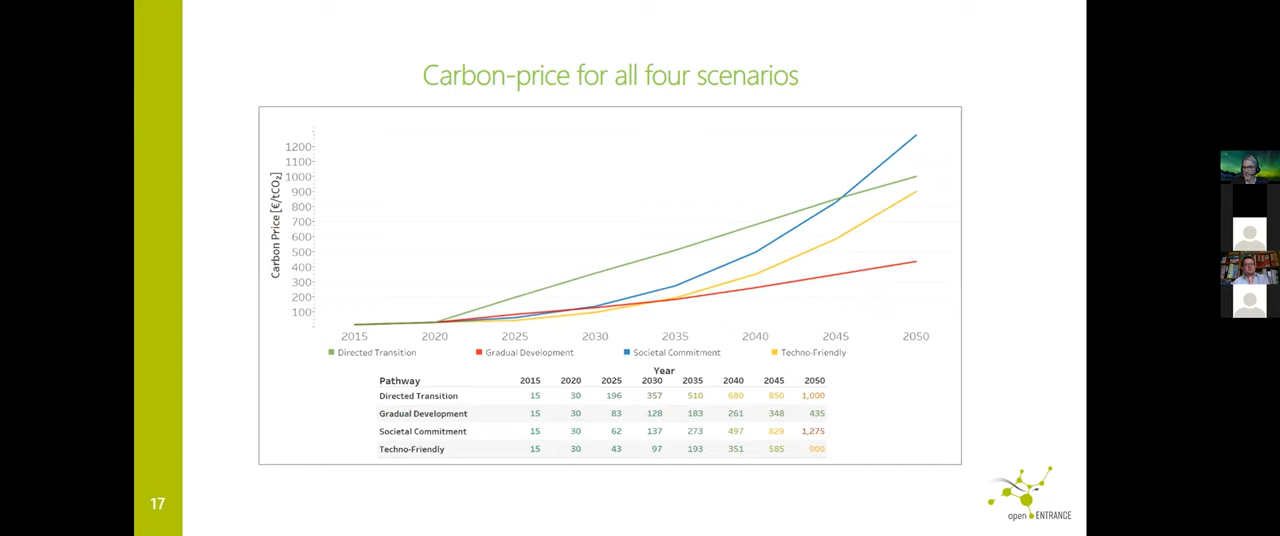 Carbon-price for all four scenarios
Carbon Price [€/tCO₂]
1200
1100
1000
900
800
700
600
500
400
300
200
100
2015 2020 2025 2030 2035 2040 2045 2050
Directed Transition Gradual Development Societal Commitment Techno-Friendly
Year
Pathway 2015 2020 2025 2030 2035 2040 2045 2050
Directed Transition 15 30 196 357 510 680 850 1,000
Gradual Development 15 30 83 128 183 261 348 435
Societal Commitment 15 30 62 137 273 497 829 1,275
Techno-Friendly 15 30 43 97 193 351 585 900
17
open ENTRANCE